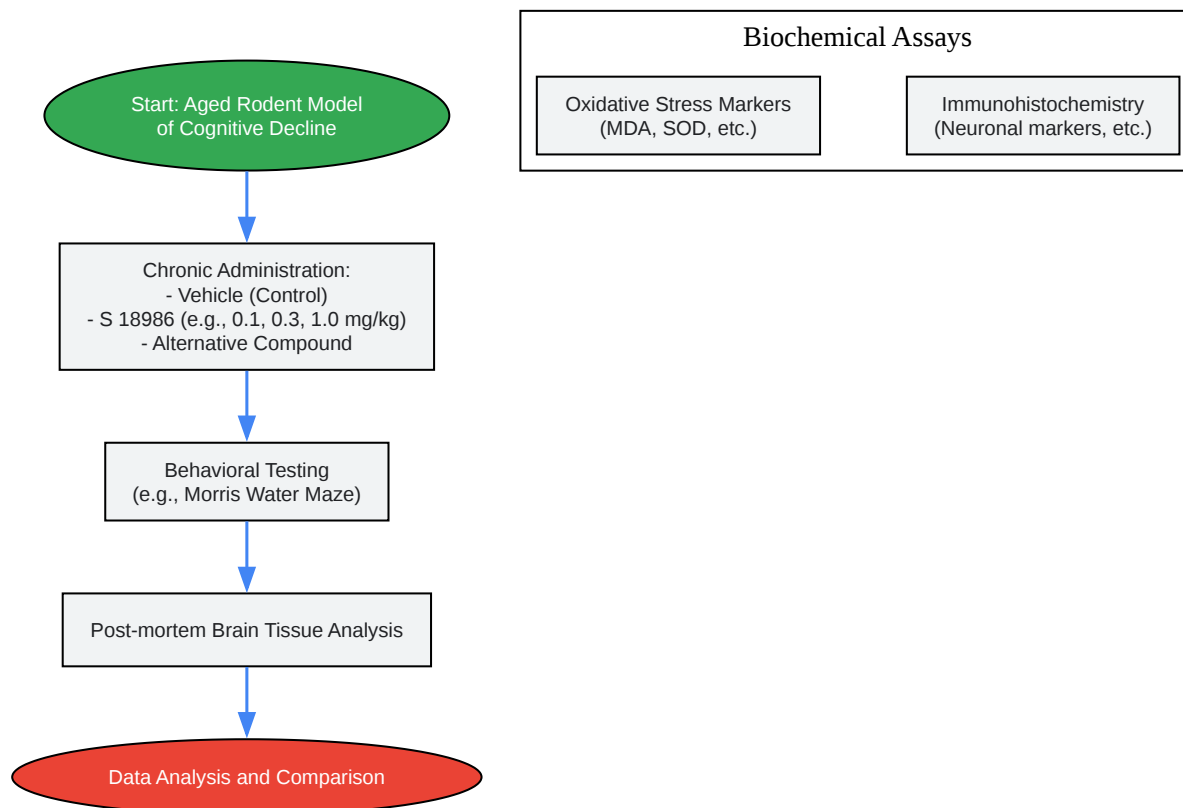 Start: Aged Rodent Model
of Cognitive Decline
Chronic Administration:
- Vehicle (Control)
- S 18986 (e.g., 0.1, 0.3, 1.0 mg/kg)
- Alternative Compound
Behavioral Testing
(e.g., Morris Water Maze)
Post-mortem Brain Tissue Analysis
Data Analysis and Comparison
Biochemical Assays
Oxidative Stress Markers
(MDA, SOD, etc.)
Immunohistochemistry
(Neuronal markers, etc.)